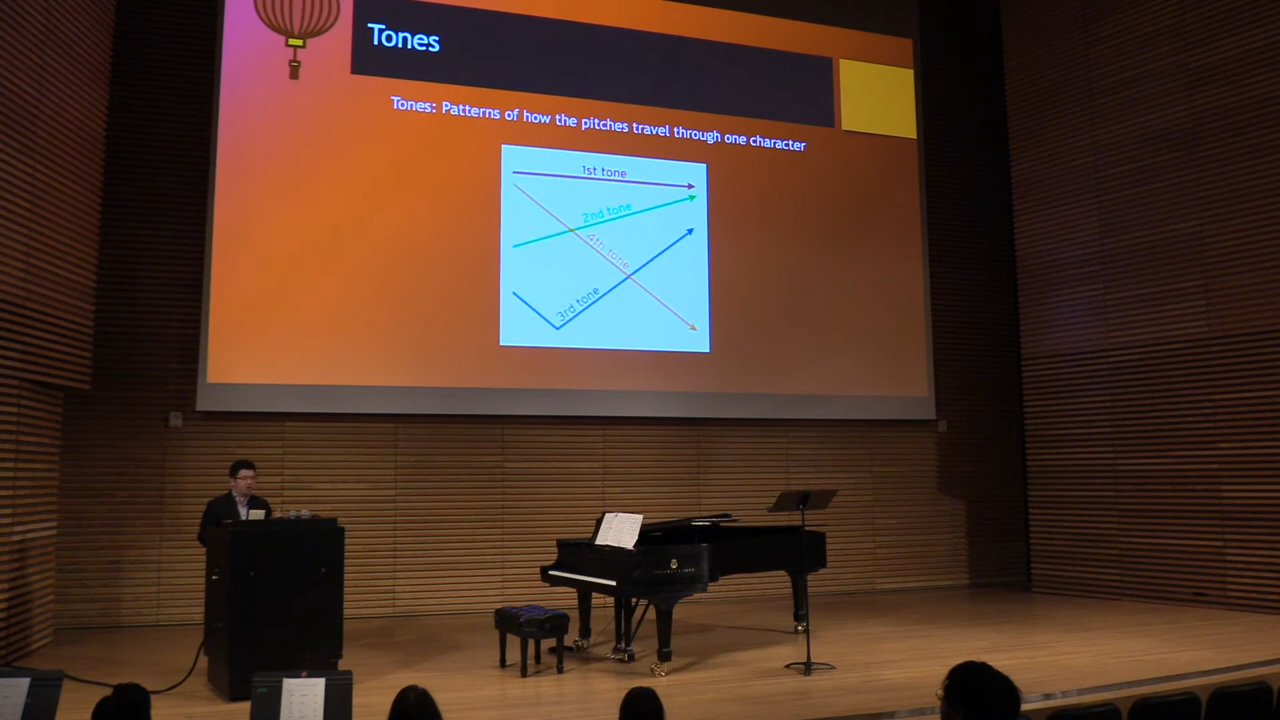 Tones
Tones: Patterns of how the pitches travel through one character
1st tone
2nd tone
4th tone
3rd tone